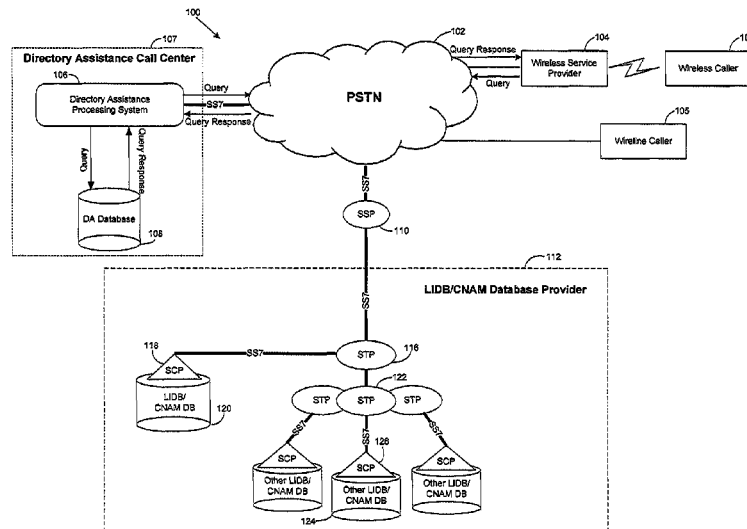 100
107
Directory Assistance Call Center
106
Directory Assistance
Processing System
Query
SS7
Query Response
Query
Query Response
DA Database
108
102
PSTN
Query Response
Query
104
Wireless Service
Provider
Wireless Caller
105
Wireline Caller
SS7
SSP
110
SS7
112
LIDB/CNAM Database Provider
118
SCP
LIDB/
CNAM DB
120
SS7
STP
116
122
STP
STP
STP
SS7
SS7
SS7
SCP
Other LIDB/
CNAM DB
126
SCP
Other LIDB/
CNAM DB
124
SCP
Other LIDB/
CNAM DB